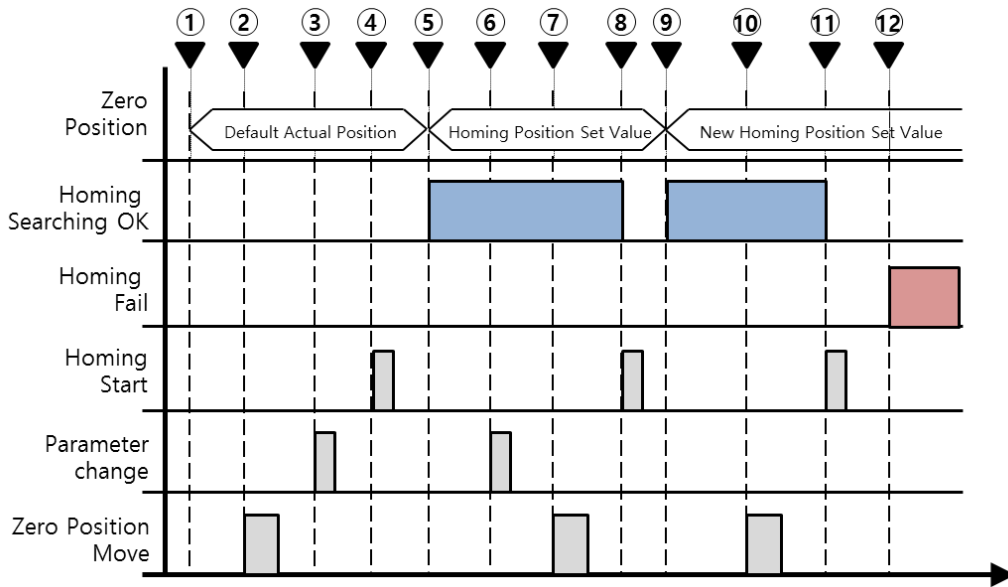 ① ② ③ ④ ⑤ ⑥ ⑦ ⑧ ⑨ ⑩ ⑪ ⑫
Zero
Position
Default Actual Position
Homing Position Set Value
New Homing Position Set Value
Homing
Searching OK
Homing
Fail
Homing
Start
Parameter
change
Zero Position
Move